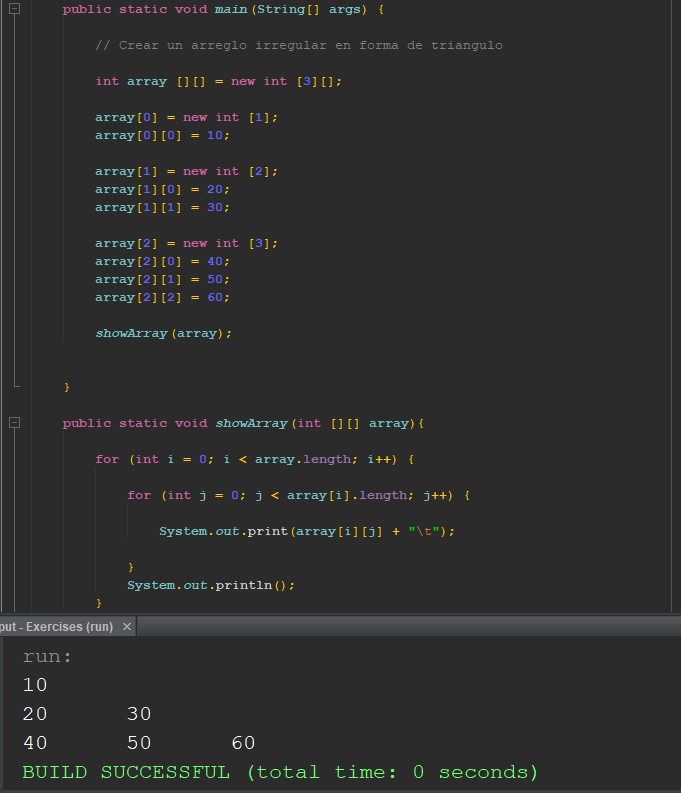 public static void main (String[] args) {
// Crear un arreglo irregular en forma de triangulo
int array [][] = new int [3][];
array[0] = new int [1];
array[0][0] = 10;
array[1] = new int [2];
array[1][0] = 20;
array[1][1] = 30;
array[2] = new int [3];
array[2][0] = 40;
array[2][1] = 50;
array[2][2] = 60;
showArray (array);
}
public static void showArray (int [][] array){
for (int i = 0; i < array.length; i++) {
for (int j = 0; j < array[i].length; j++) {
System.out.print(array[i][j] + "\t");
}
System.out.println();
}
put - Exercises (run) ×
run:
10
20 30
40 50 60
BUILD SUCCESSFUL (total time: 0 seconds)